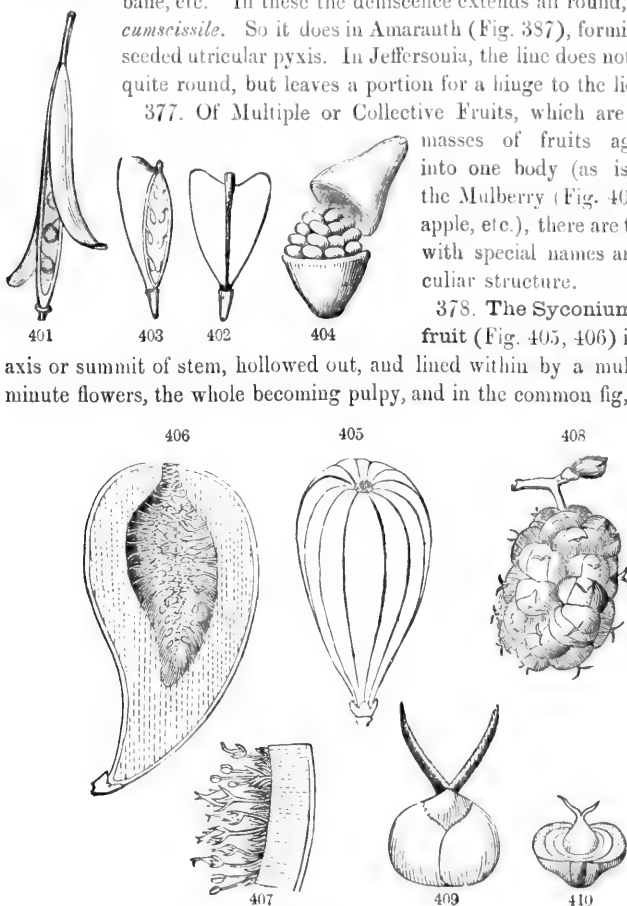 bane, etc. In these the dehiscence extends all round,
cumscissile. So it does in Amaranth (Fig. 387), formi
seeded utricular pyxis. In Jeffersonia, the line does not
quite round, but leaves a portion for a hinge to the li
377. Of Multiple or Collective Fruits, which are
masses of fruits ag
into one body (as is
the Mulberry (Fig. 40
apple, etc.), there are t
with special names an
culiar structure.
378. The Syconium
fruit (Fig. 405, 406) i
401 403 402 404
axis or summit of stem, hollowed out, and lined within by a mul
minute flowers, the whole becoming pulpy, and in the common fig,
406 405 408
407 409 410